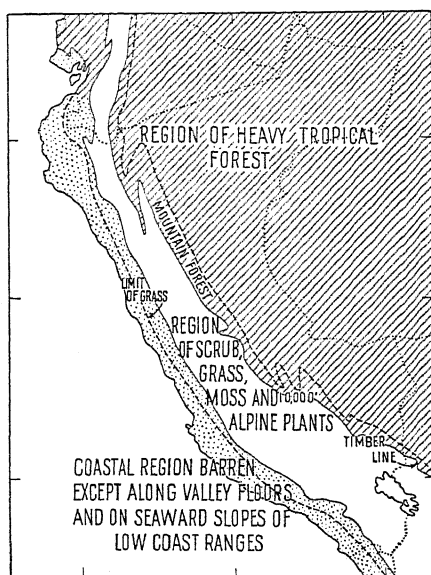 REGION OF HEAVY TROPICAL
FOREST
MOUNTAIN FOREST
LIMIT
OF GRASS
REGION
OF SCRUB,
GRASS,
MOSS AND
10,000'
ALPINE PLANTS
TIMBER
LINE
COASTAL REGION BARREN
EXCEPT ALONG VALLEY FLOORS
AND ON SEAWARD SLOPES OF
LOW COAST RANGES